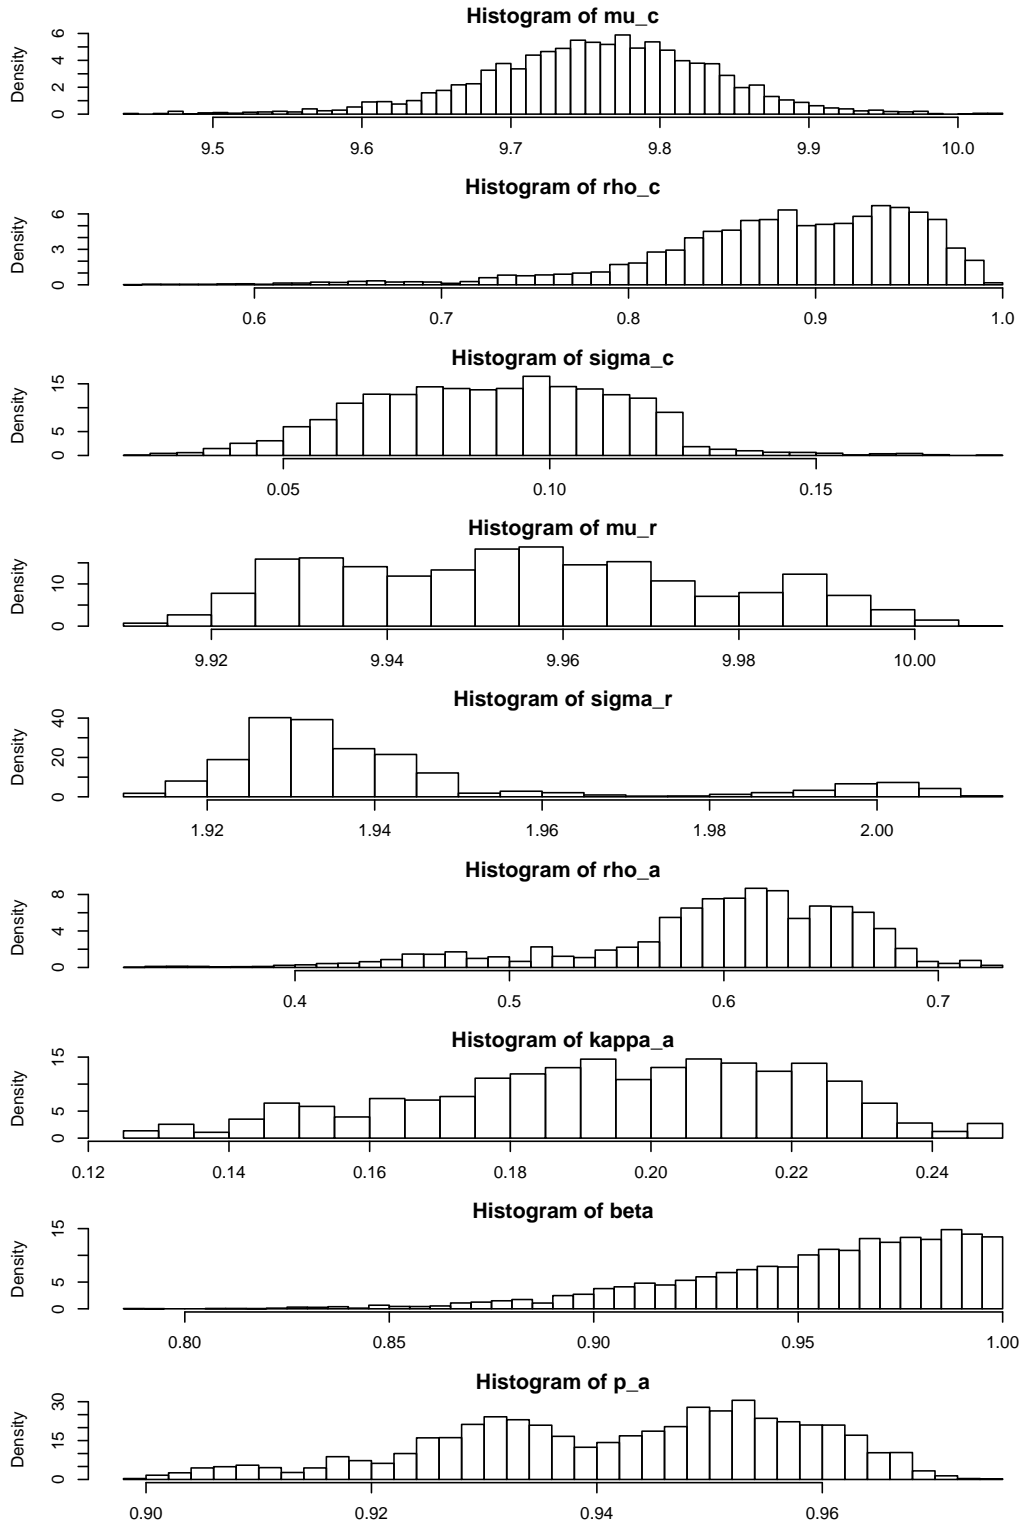 Histogram of mu_c
Density
0 2 4 6
9.5 9.6 9.7 9.8 9.9 10.0
Histogram of rho_c
Density
0 3 6
0.6 0.7 0.8 0.9 1.0
Histogram of sigma_c
Density
0 5 15
0.05 0.10 0.15
Histogram of mu_r
Density
0 10
9.92 9.94 9.96 9.98 10.00
Histogram of sigma_r
Density
0 20 40
1.92 1.94 1.96 1.98 2.00
Histogram of rho_a
Density
0 4 8
0.4 0.5 0.6 0.7
Histogram of kappa_a
Density
0 5 15
0.12 0.14 0.16 0.18 0.20 0.22 0.24
Histogram of beta
Density
0 5 15
0.80 0.85 0.90 0.95 1.00
Histogram of p_a
Density
0 15 30
0.90 0.92 0.94 0.96